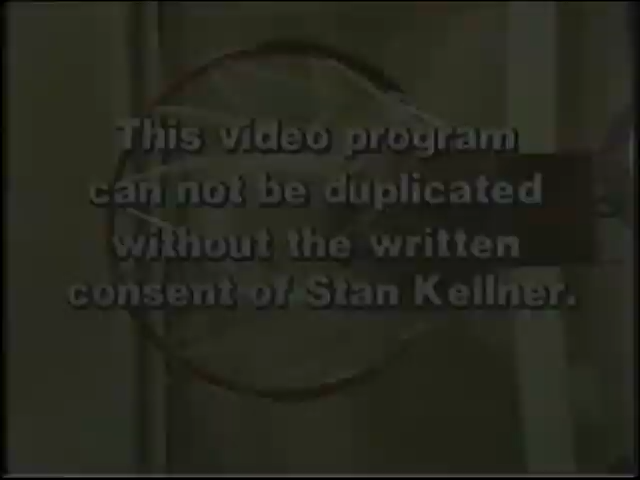 This video program
can not be duplicated
without the written
consent of Stan Kellner.